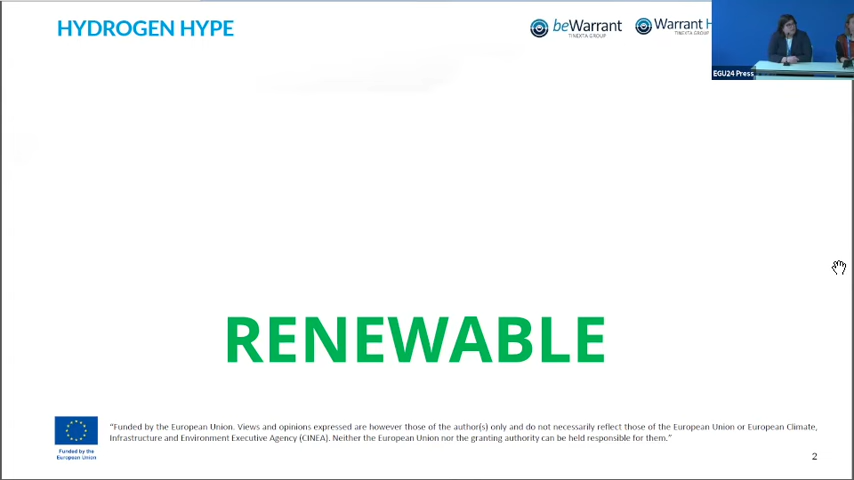 HYDROGEN HYPE
beWarrant
TINEXTA GROUP
Warrant H
TINEXTA GROUP
EGU24 Press
RENEWABLE
Funded by the
European Union
"Funded by the European Union. Views and opinions expressed are however those of the author(s) only and do not necessarily reflect those of the European Union or European Climate,
Infrastructure and Environment Executive Agency (CINEA). Neither the European Union nor the granting authority can be held responsible for them."
2